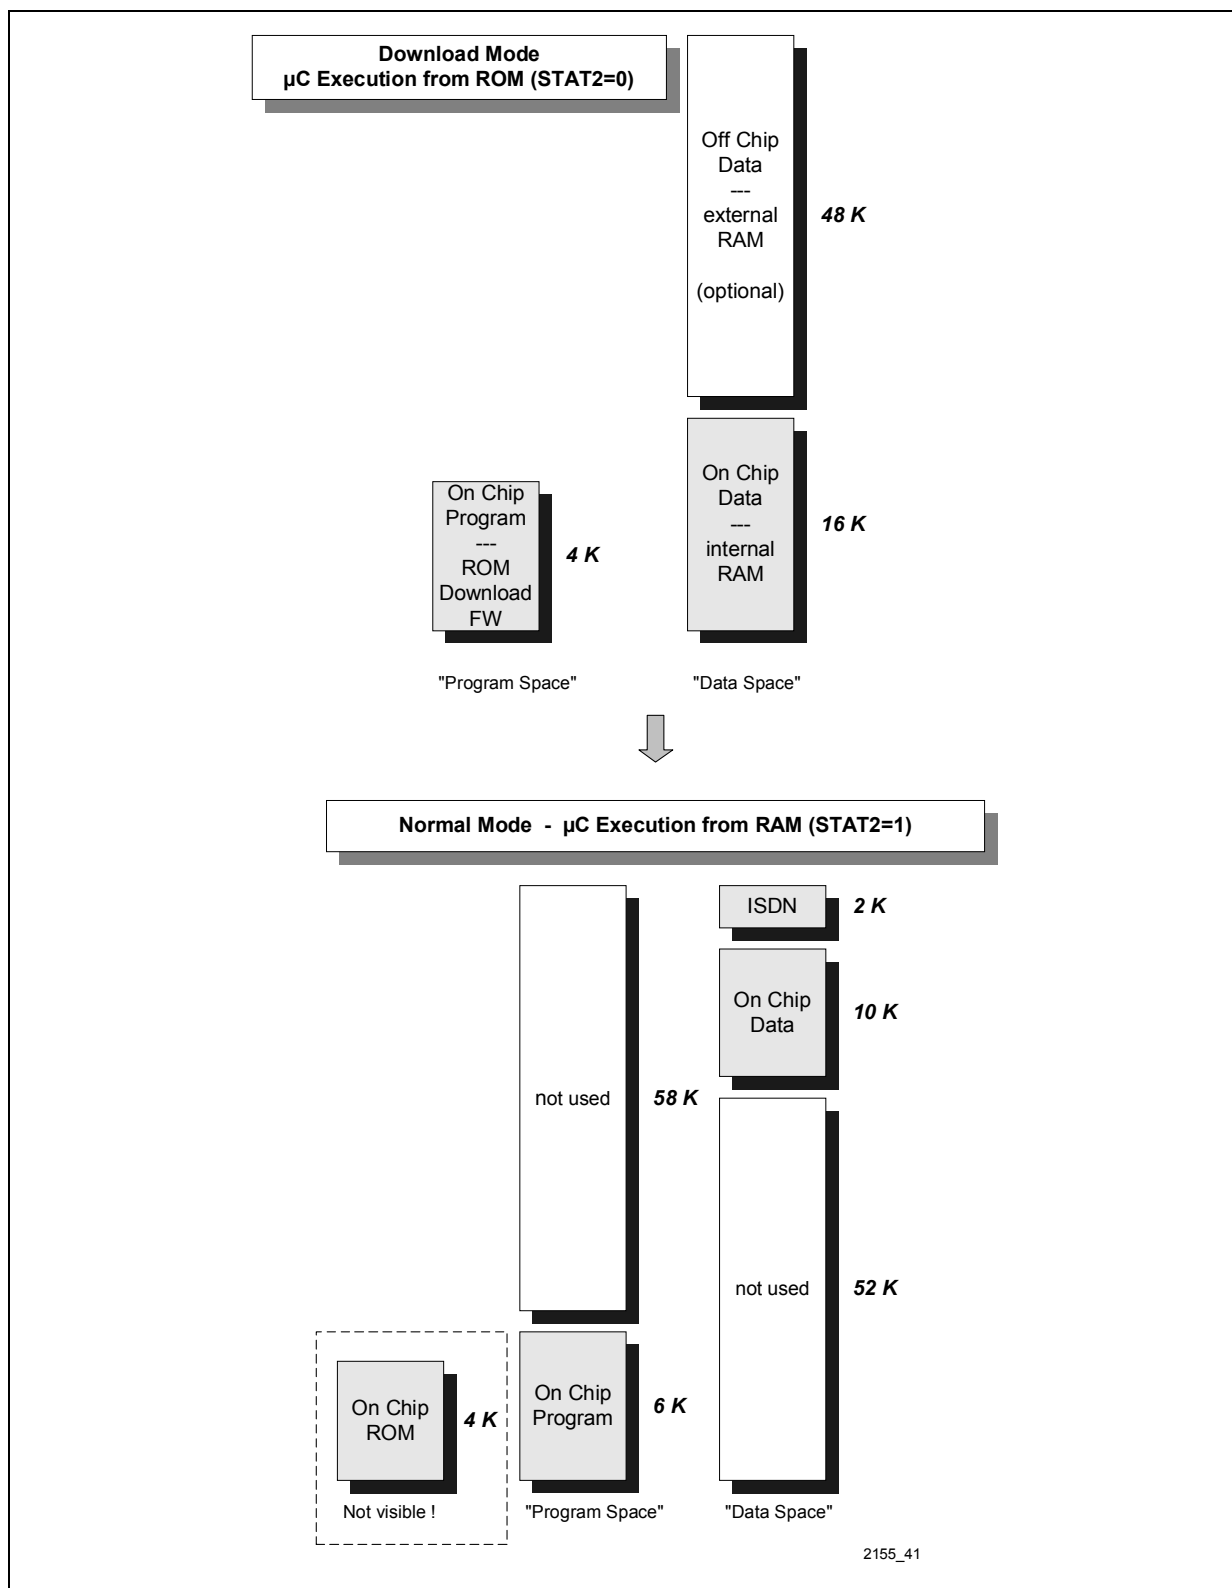 Download Mode
µC Execution from ROM (STAT2=0)
Off Chip
Data
---
external
RAM
(optional)
48 K
On Chip
Program
---
ROM
Download
FW
4 K
On Chip
Data
---
internal
RAM
16 K
"Program Space"
"Data Space"
Normal Mode - µC Execution from RAM (STAT2=1)
ISDN
2 K
On Chip
Data
10 K
not used
58 K
not used
52 K
On Chip
ROM
4 K
On Chip
Program
6 K
Not visible !
"Program Space"
"Data Space"
2155_41